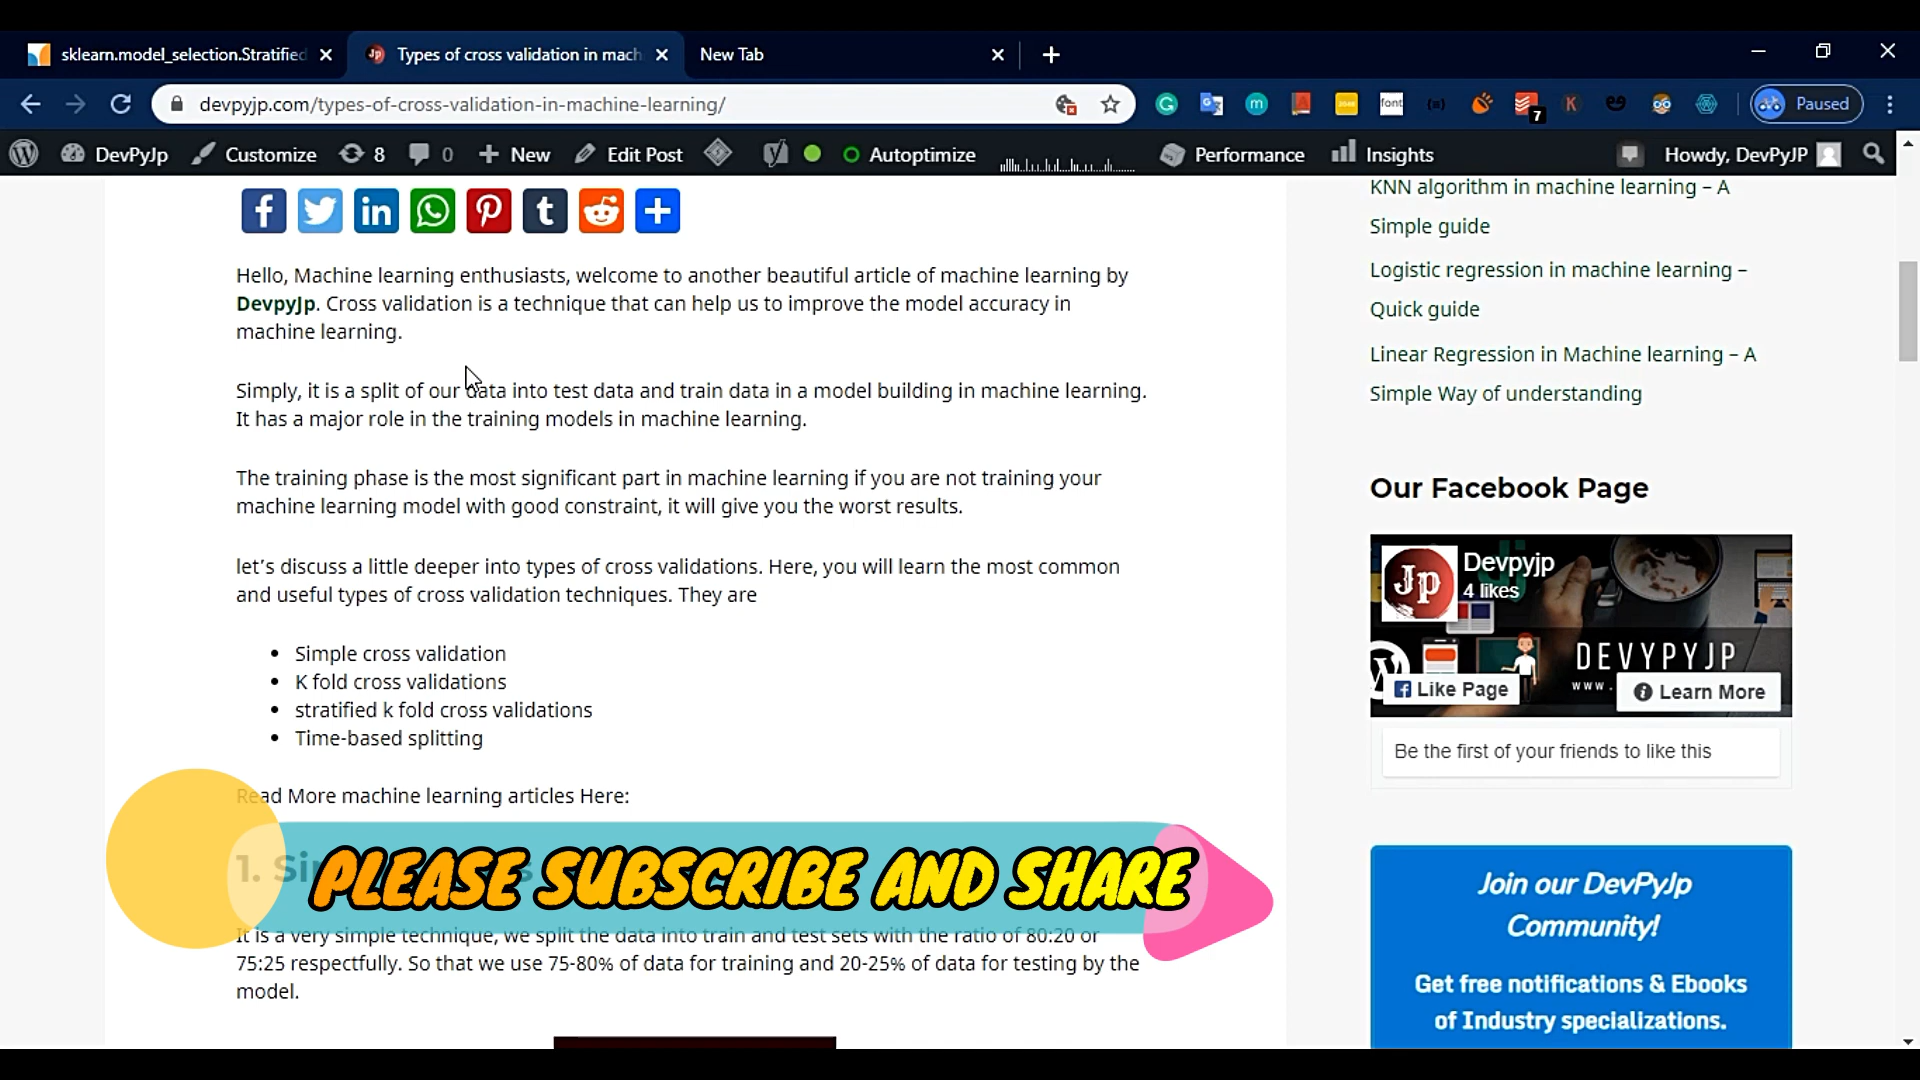 sklearn.model_selection.Stratified
Types of cross validation in mach
New Tab
devpyjp.com/types-of-cross-validation-in-machine-learning/
font
7
Paused
DevPyJp
Customize
8
0
New
Edit Post
Autoptimize
Performance
Insights
Howdy, DevPyJP
Hello, Machine learning enthusiasts, welcome to another beautiful article of machine learning by
DevpyJp. Cross validation is a technique that can help us to improve the model accuracy in
machine learning.
Simply, it is a split of our data into test data and train data in a model building in machine learning.
It has a major role in the training models in machine learning.
The training phase is the most significant part in machine learning if you are not training your
machine learning model with good constraint, it will give you the worst results.
let's discuss a little deeper into types of cross validations. Here, you will learn the most common
and useful types of cross validation techniques. They are
• Simple cross validation
• K fold cross validations
• stratified k fold cross validations
• Time-based splitting
Read More machine learning articles Here:
1.
PLEASE SUBSCRIBE AND SHARE
It is a very simple technique, we split the data into train and test sets with the ratio of 80:20 or
75:25 respectfully. So that we use 75-80% of data for training and 20-25% of data for testing by the
model.
KNN algorithm in machine learning – A
Simple guide
Logistic regression in machine learning –
Quick guide
Linear Regression in Machine learning – A
Simple Way of understanding
Our Facebook Page
Jp
Devpyjp
4 likes
DEVYPYJP
www.
Like Page
Learn More
Be the first of your friends to like this
Join our DevPyJp
Community!
Get free notifications & Ebooks
of Industry specializations.